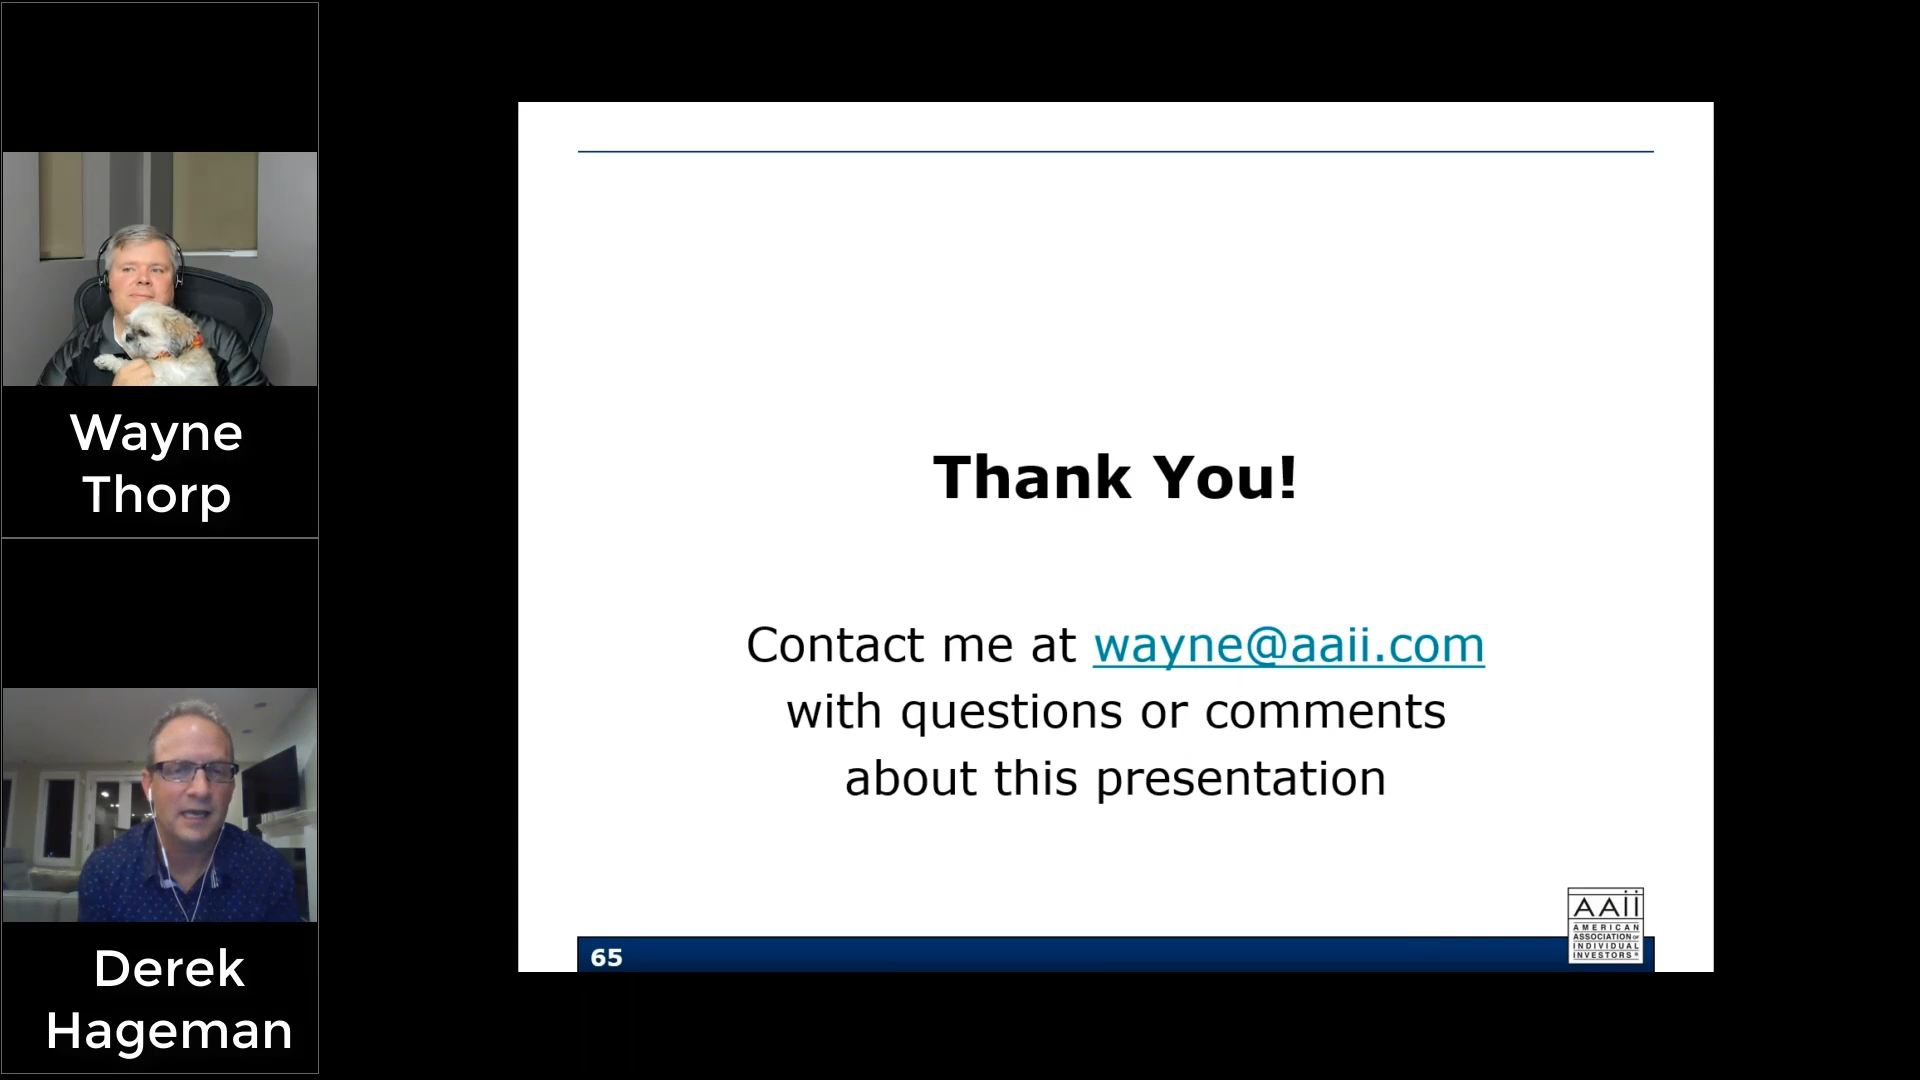 Wayne
Thorp
Derek
Hageman
Thank You!
Contact me at wayne@aaii.com
with questions or comments
about this presentation
65
AAii
AMERICAN
ASSOCIATION OF
INDIVIDUAL
INVESTORS®